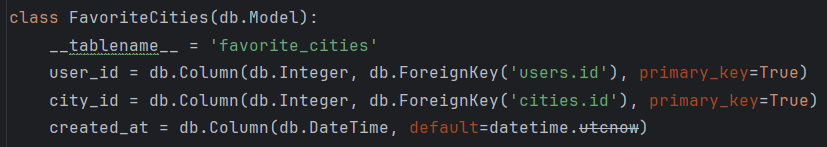 class FavoriteCities(db.Model):
    __tablename__ = 'favorite_cities'
    user_id = db.Column(db.Integer, db.ForeignKey('users.id'), primary_key=True)
    city_id = db.Column(db.Integer, db.ForeignKey('cities.id'), primary_key=True)
    created_at = db.Column(db.DateTime, default=datetime.utcnow)